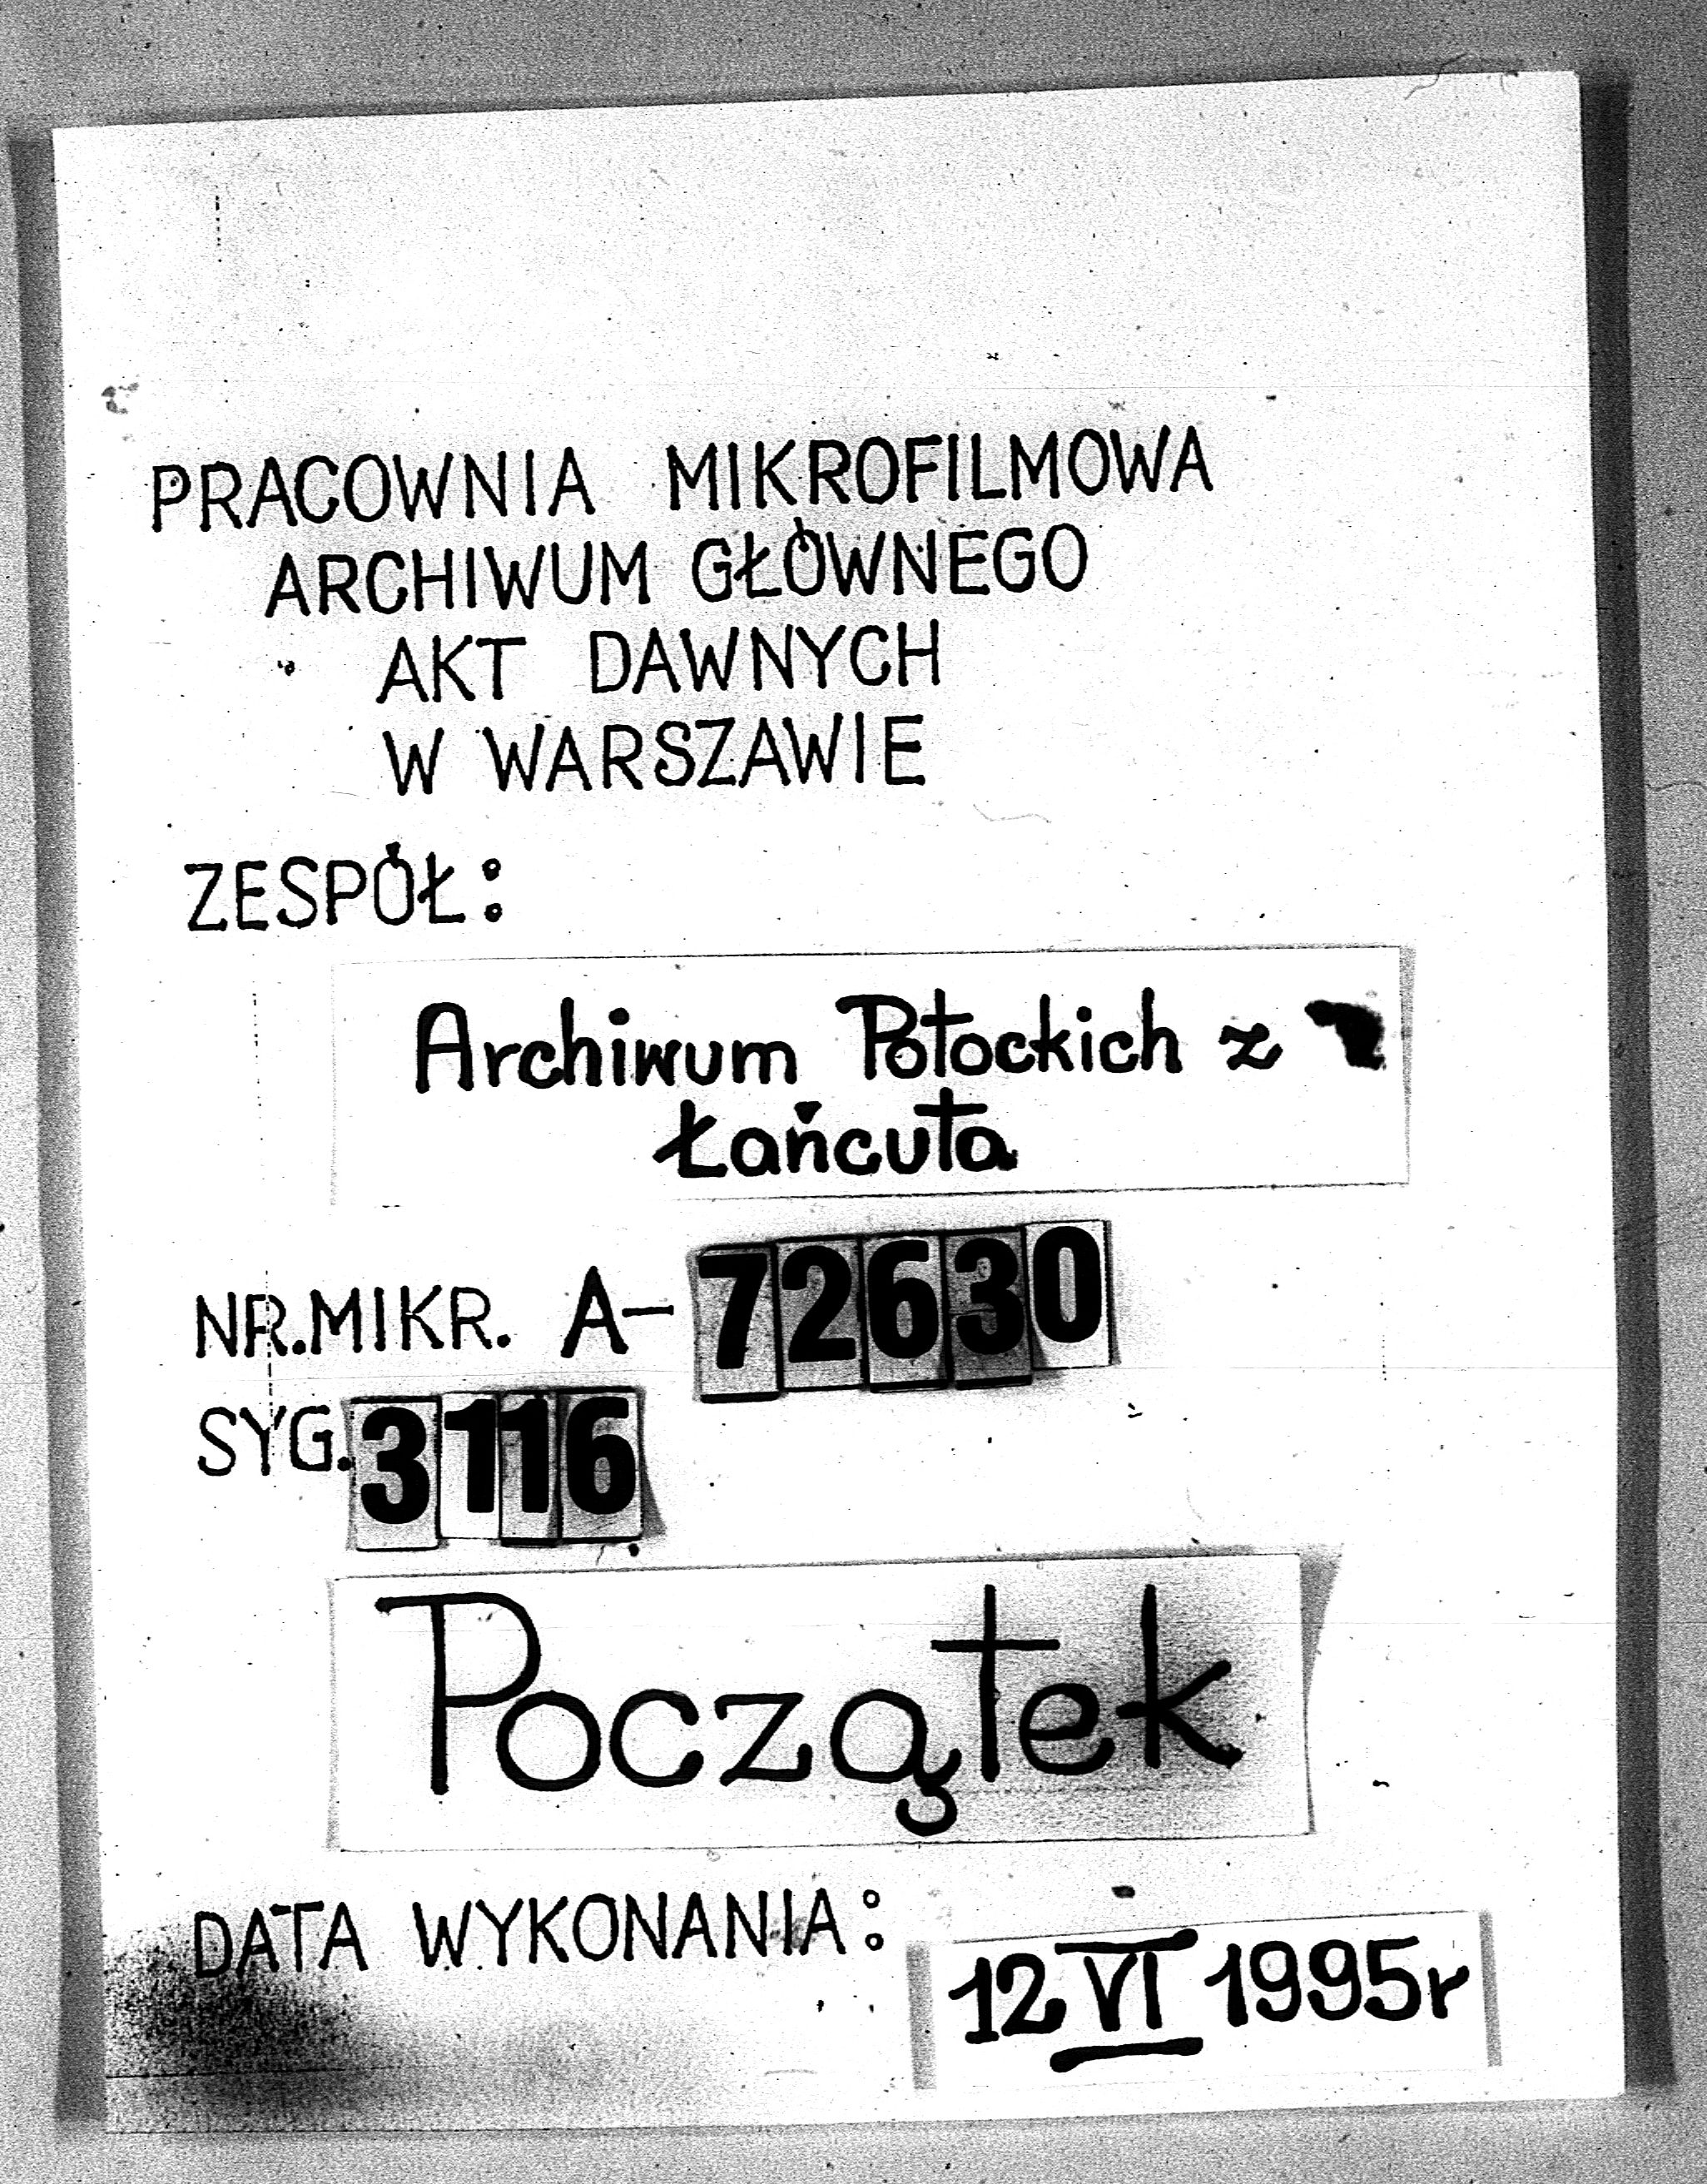 PRACOWNIA MIKROFILMOWA
ARCHIWUM GŁÓWNEGO
AKT DAWNYCH
W WARSZAWIE
ZESPÓŁ:
Archiwum Potockich z
Łańcuta
NR.MIKR. A-72630
SYG.3116
Początek
DATA WYKONANIA: 12 VI 1995r